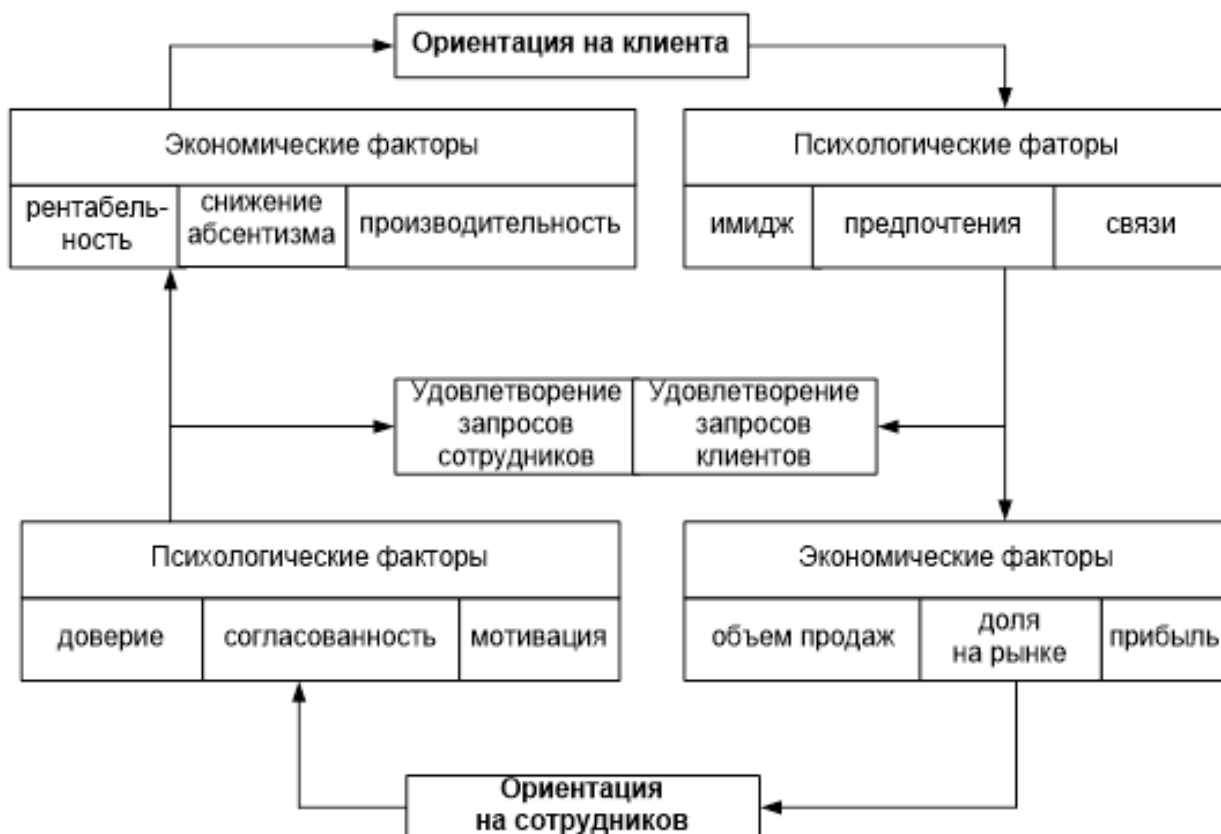 Ориентация на клиента
Экономические факторы
рентабель-
ность
снижение
абсентизма
производительность
Психологические фаторы
имидж
предпочтения
связи
Удовлетворение
запросов
сотрудников
Удовлетворение
запросов
клиентов
Психологические факторы
доверие
согласованность
мотивация
Экономические факторы
объем продаж
доля
на рынке
прибыль
Ориентация
на сотрудников